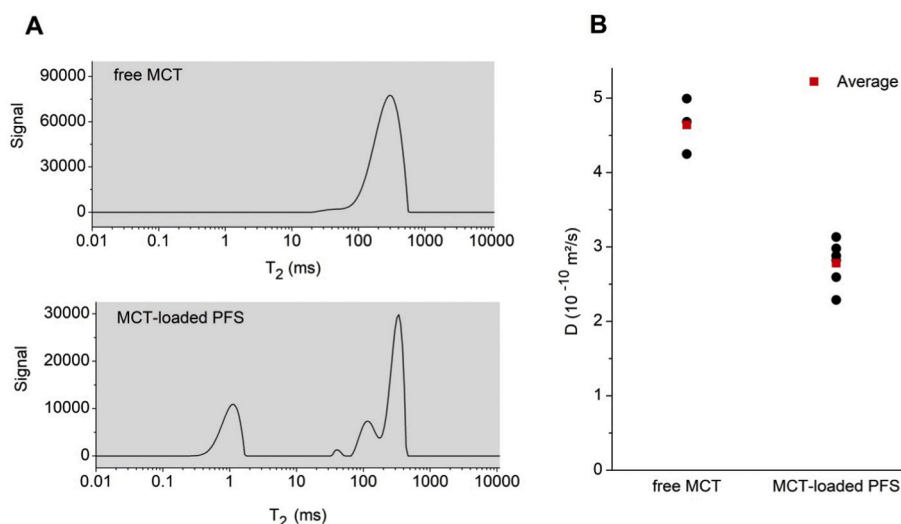 A
free MCT
Signal
90000
60000
30000
0
0.01 0.1 1 10 100 1000 10000
T2 (ms)
MCT-loaded PFS
Signal
30000
20000
10000
0
0.01 0.1 1 10 100 1000 10000
T2 (ms)
B
Average
D (10⁻¹⁰ m²/s)
5
4
3
2
1
0
free MCT MCT-loaded PFS